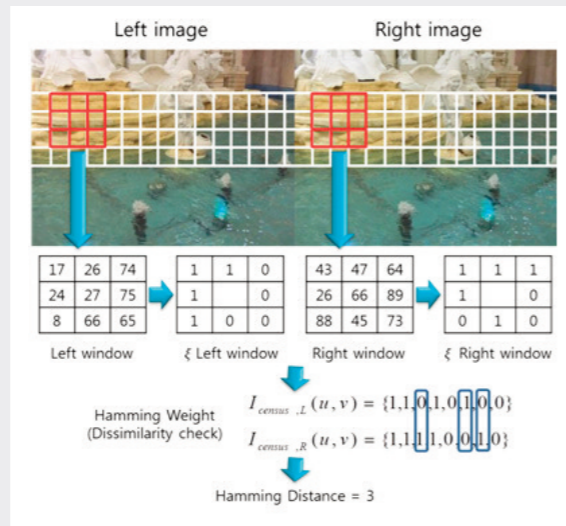 Left image Right image
17 26 74 1 1 0 43 47 64 1 1 1
24 27 75 1 0 26 66 89 1 0
8 66 65 1 0 0 88 45 73 0 1 0
Left window ξ Left window Right window ξ Right window
Hamming Weight
(Dissimilarity check)
I census ,L (u,v) = {1,1,0,1,0,1,0,0}
I census ,R (u,v) = {1,1,1,1,0,0,1,0}
Hamming Distance = 3